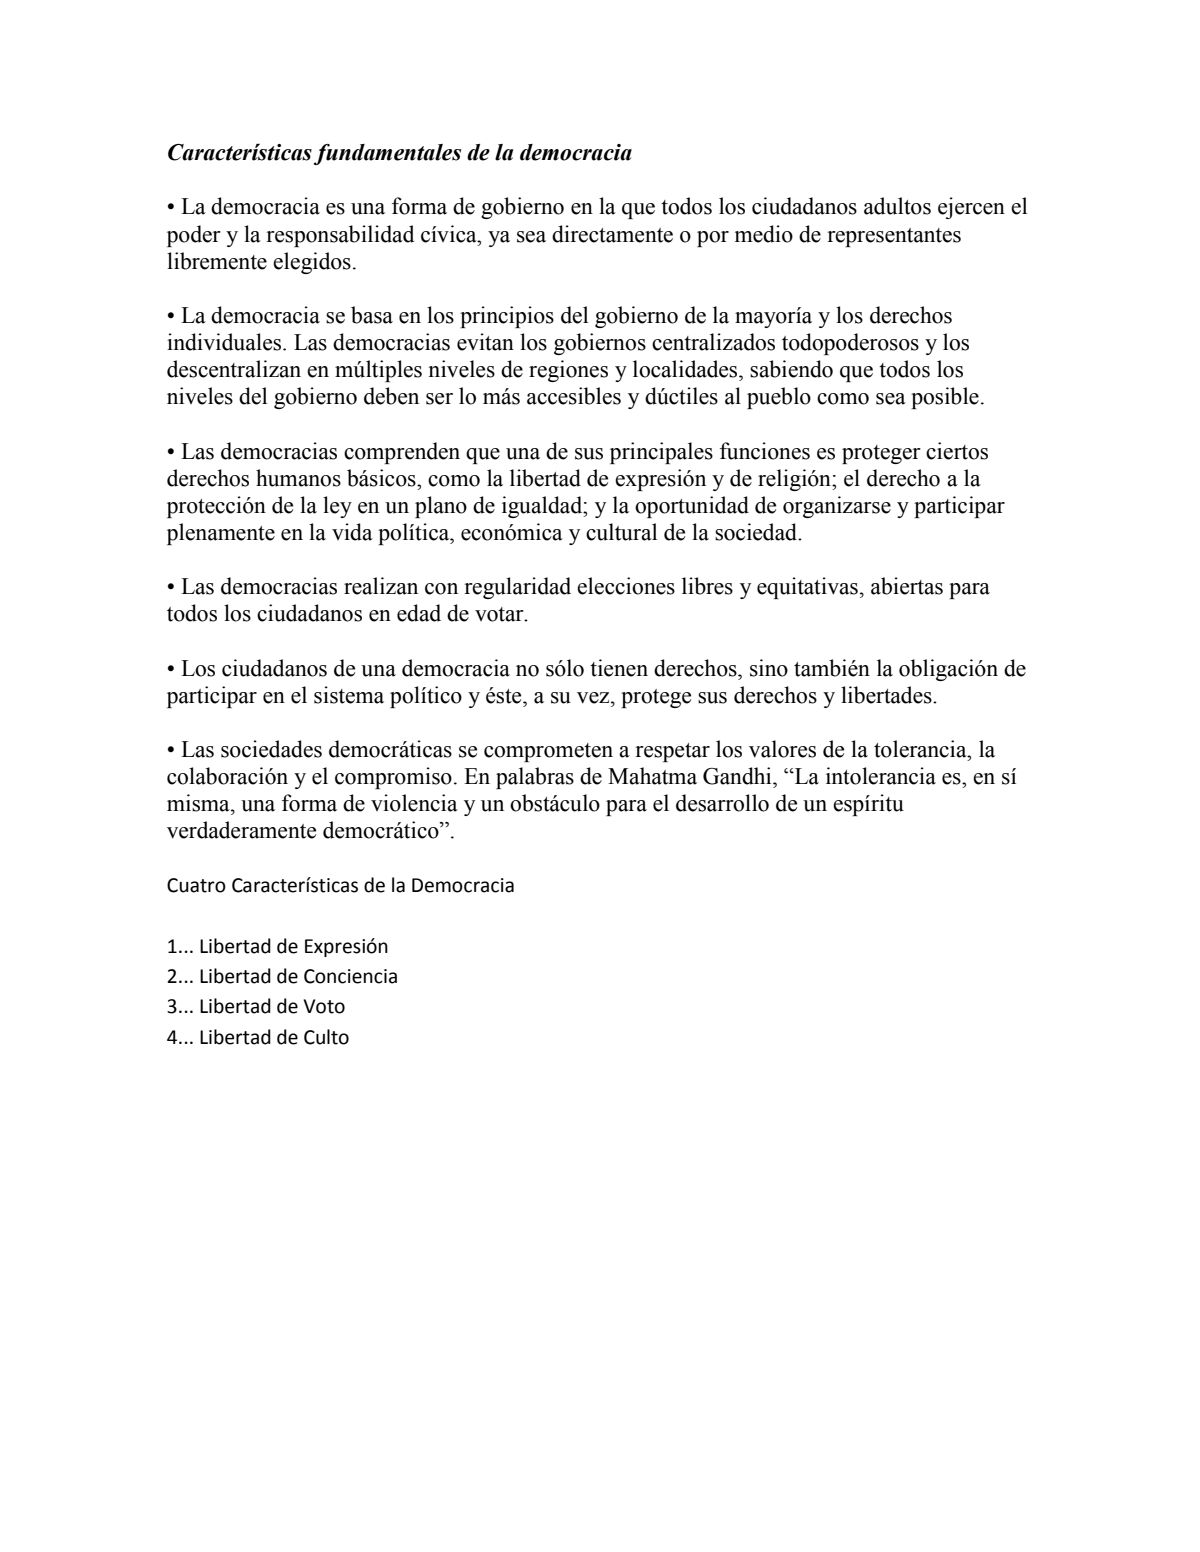 Características fundamentales de la democracia
• La democracia es una forma de gobierno en la que todos los ciudadanos adultos ejercen el
poder y la responsabilidad cívica, ya sea directamente o por medio de representantes
libremente elegidos.
• La democracia se basa en los principios del gobierno de la mayoría y los derechos
individuales. Las democracias evitan los gobiernos centralizados todopoderosos y los
descentralizan en múltiples niveles de regiones y localidades, sabiendo que todos los
niveles del gobierno deben ser lo más accesibles y dúctiles al pueblo como sea posible.
• Las democracias comprenden que una de sus principales funciones es proteger ciertos
derechos humanos básicos, como la libertad de expresión y de religión; el derecho a la
protección de la ley en un plano de igualdad; y la oportunidad de organizarse y participar
plenamente en la vida política, económica y cultural de la sociedad.
• Las democracias realizan con regularidad elecciones libres y equitativas, abiertas para
todos los ciudadanos en edad de votar.
• Los ciudadanos de una democracia no sólo tienen derechos, sino también la obligación de
participar en el sistema político y éste, a su vez, protege sus derechos y libertades.
• Las sociedades democráticas se comprometen a respetar los valores de la tolerancia, la
colaboración y el compromiso. En palabras de Mahatma Gandhi, “La intolerancia es, en sí
misma, una forma de violencia y un obstáculo para el desarrollo de un espíritu
verdaderamente democrático”.
Cuatro Características de la Democracia
1... Libertad de Expresión
2... Libertad de Conciencia
3... Libertad de Voto
4... Libertad de Culto